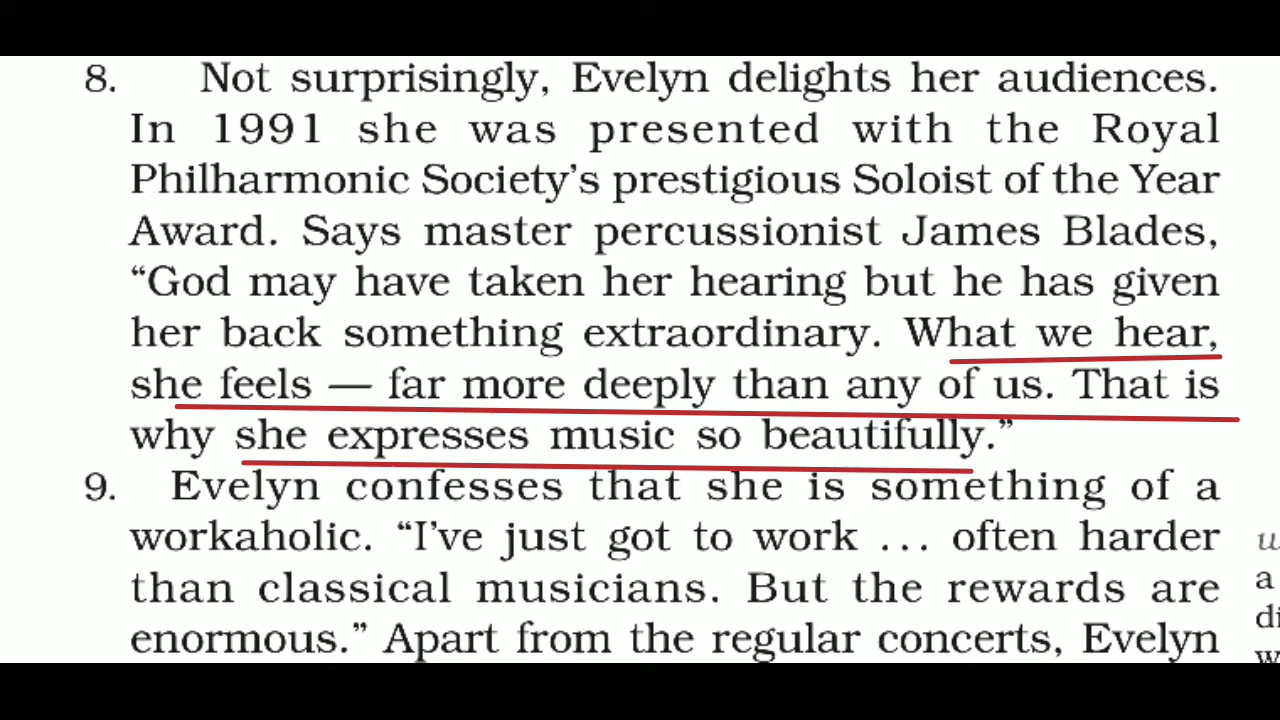 8. Not surprisingly, Evelyn delights her audiences.
In 1991 she was presented with the Royal
Philharmonic Society’s prestigious Soloist of the Year
Award. Says master percussionist James Blades,
“God may have taken her hearing but he has given
her back something extraordinary. What we hear,
she feels — far more deeply than any of us. That is
why she expresses music so beautifully.”
9. Evelyn confesses that she is something of a
workaholic. “I’ve just got to work ... often harder
than classical musicians. But the rewards are
enormous.” Apart from the regular concerts, Evelyn